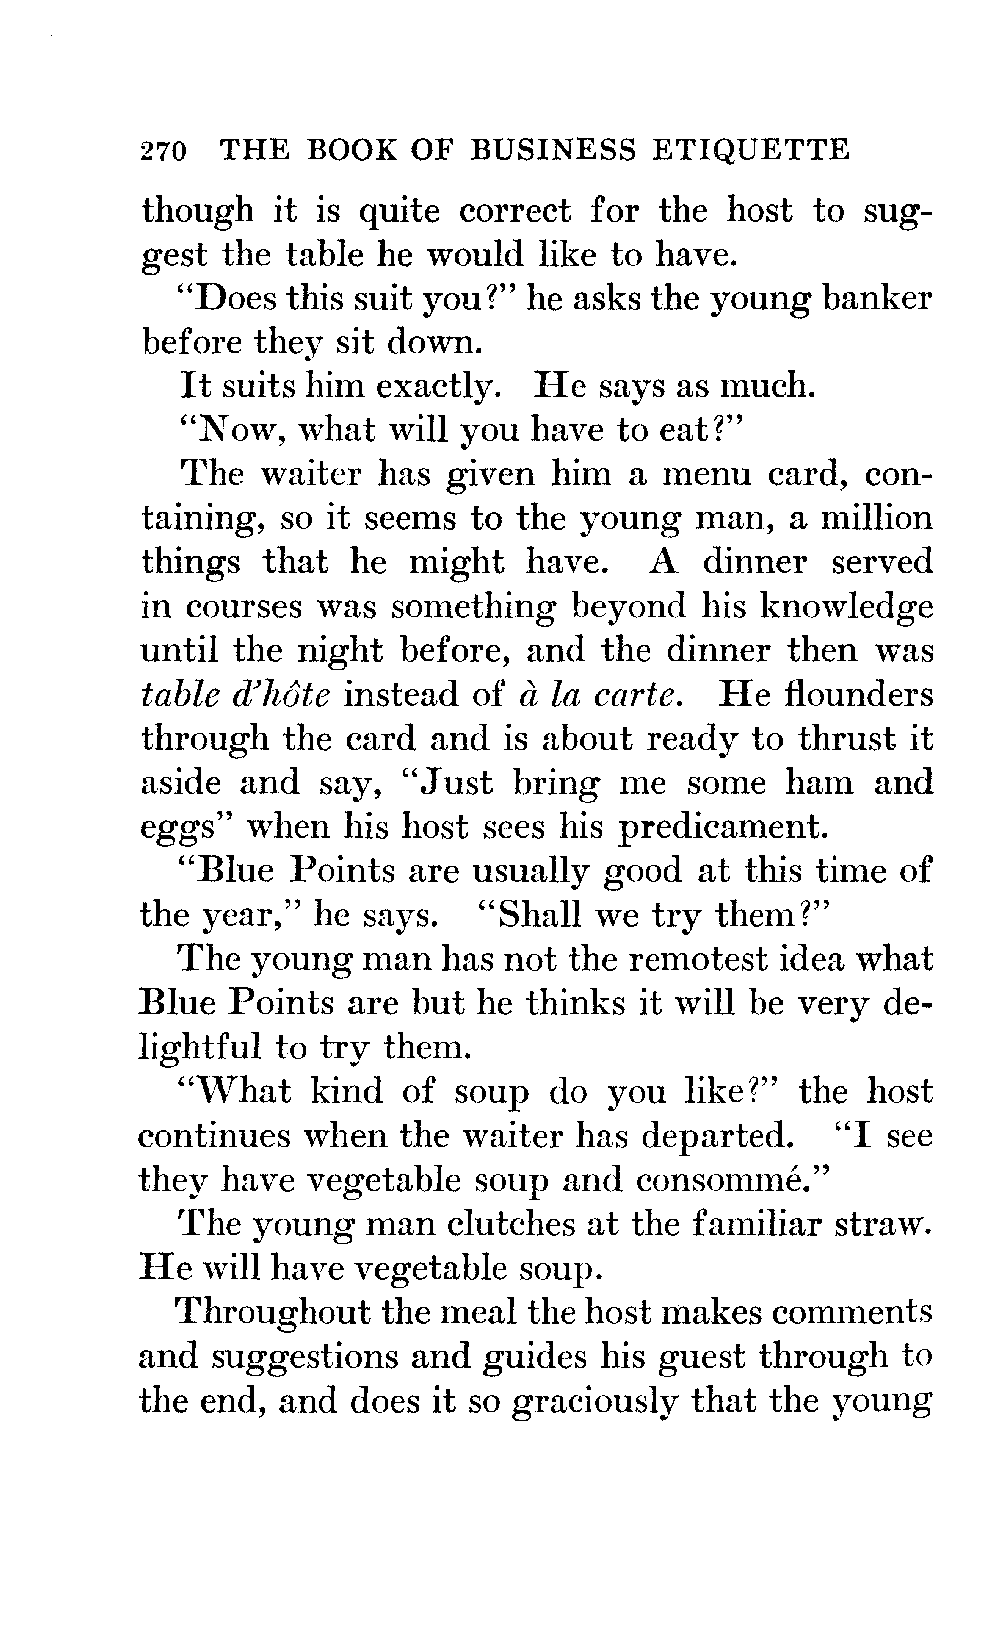 270 THE BOOK OF BUSINESS ETIQUETTE
though it is quite correct for the host to sug-
gest the table he would like to have.
“Does this suit you?” he asks the young banker
before they sit down.
It suits him exactly. He says as much.
“Now, what will you have to eat?”
The waiter has given him a menu card, con-
taining, so it seems to the young man, a million
things that he might have. A dinner served
in courses was something beyond his knowledge
until the night before, and the dinner then was
table d’hôte instead of à la carte. He flounders
through the card and is about ready to thrust it
aside and say, “Just bring me some ham and
eggs” when his host sees his predicament.
“Blue Points are usually good at this time of
the year,” he says. “Shall we try them?”
The young man has not the remotest idea what
Blue Points are but he thinks it will be very de-
lightful to try them.
“What kind of soup do you like?” the host
continues when the waiter has departed. “I see
they have vegetable soup and consommé.”
The young man clutches at the familiar straw.
He will have vegetable soup.
Throughout the meal the host makes comments
and suggestions and guides his guest through to
the end, and does it so graciously that the young